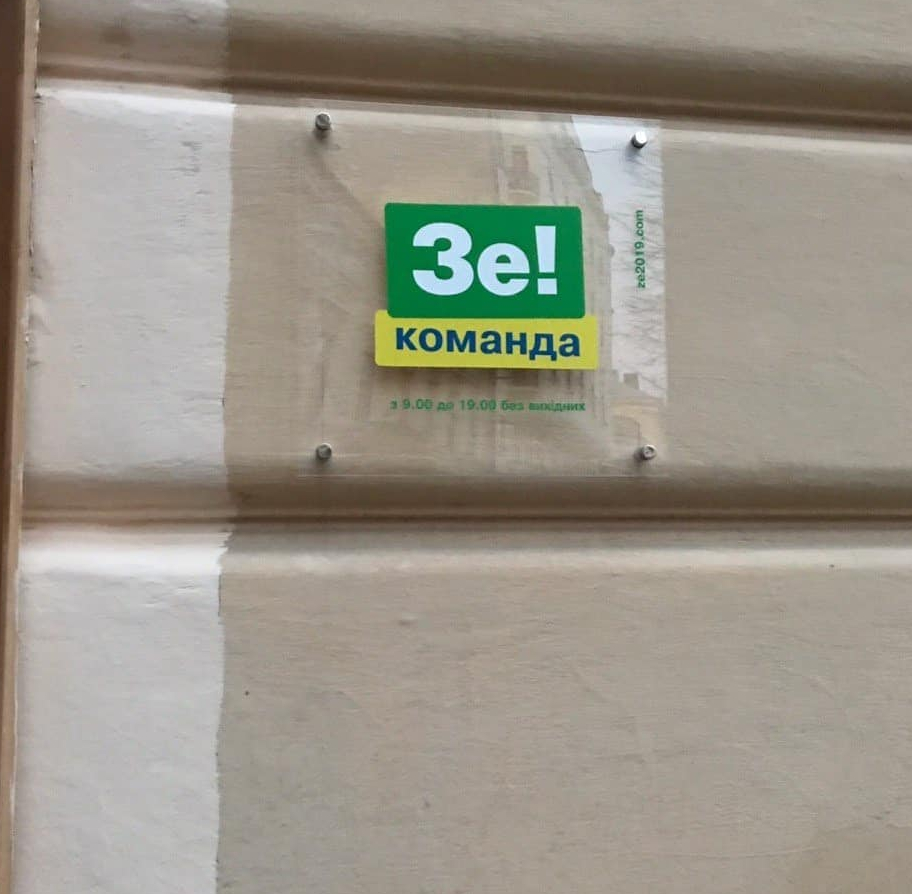 Зе!
команда
з 9.00 до 19.00 без вихідних
ze2019.com